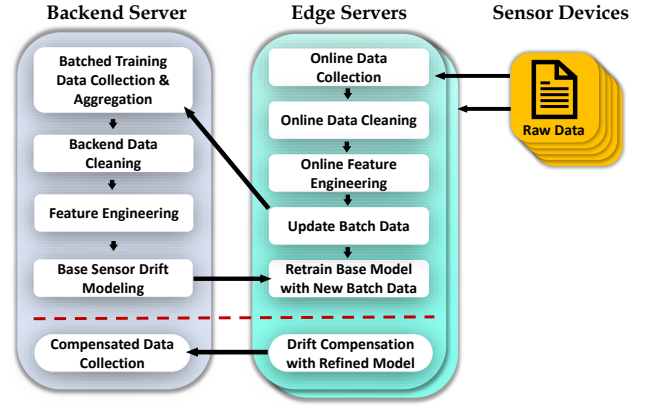 Backend Server
Edge Servers
Sensor Devices
Batched Training
Data Collection &
Aggregation
Backend Data
Cleaning
Feature Engineering
Base Sensor Drift
Modeling
Compensated Data
Collection
Online Data
Collection
Online Data Cleaning
Online Feature
Engineering
Update Batch Data
Retrain Base Model
with New Batch Data
Drift Compensation
with Refined Model
Raw Data